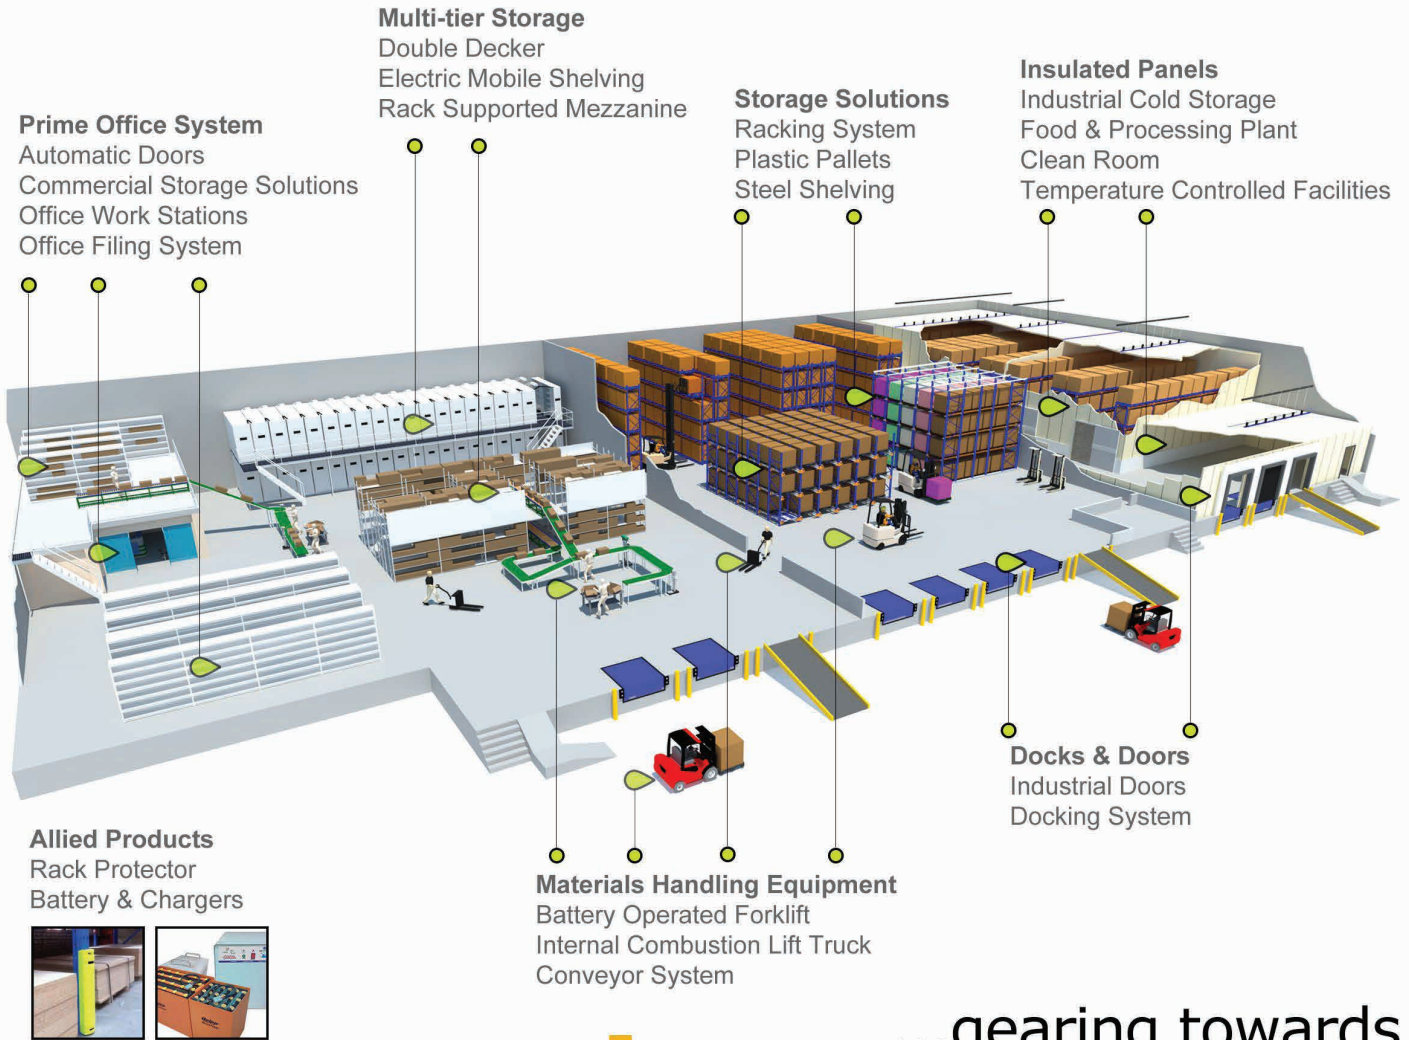 Multi-tier Storage
Double Decker
Electric Mobile Shelving
Rack Supported Mezzanine
Insulated Panels
Industrial Cold Storage
Food & Processing Plant
Clean Room
Temperature Controlled Facilities
Storage Solutions
Racking System
Plastic Pallets
Steel Shelving
Prime Office System
Automatic Doors
Commercial Storage Solutions
Office Work Stations
Office Filing System
Docks & Doors
Industrial Doors
Docking System
Allied Products
Rack Protector
Battery & Chargers
Materials Handling Equipment
Battery Operated Forklift
Internal Combustion Lift Truck
Conveyor System
...gearing towards